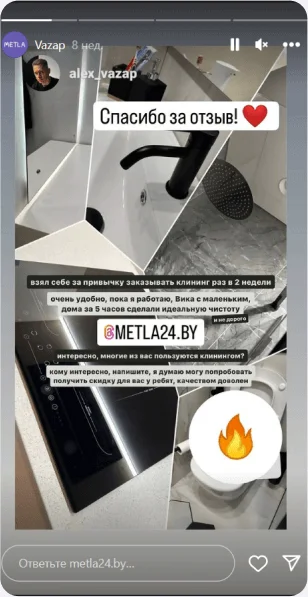 METLA
Vazap 8 нед.
alex_vazap
Спасибо за отзыв! ❤️
взял себе за привычку заказывать клининг раз в 2 недели
очень удобно, пока я работаю, Вика с маленьким,
дома за 5 часов сделали идеальную чистоту
и не дорого
@METLA24.BY
интересно, многие из вас пользуются клинингом?
кому интересно, напишите, я думаю могу попробовать
получить скидку для вас у ребят, качеством доволен
Ответьте metla24.by...